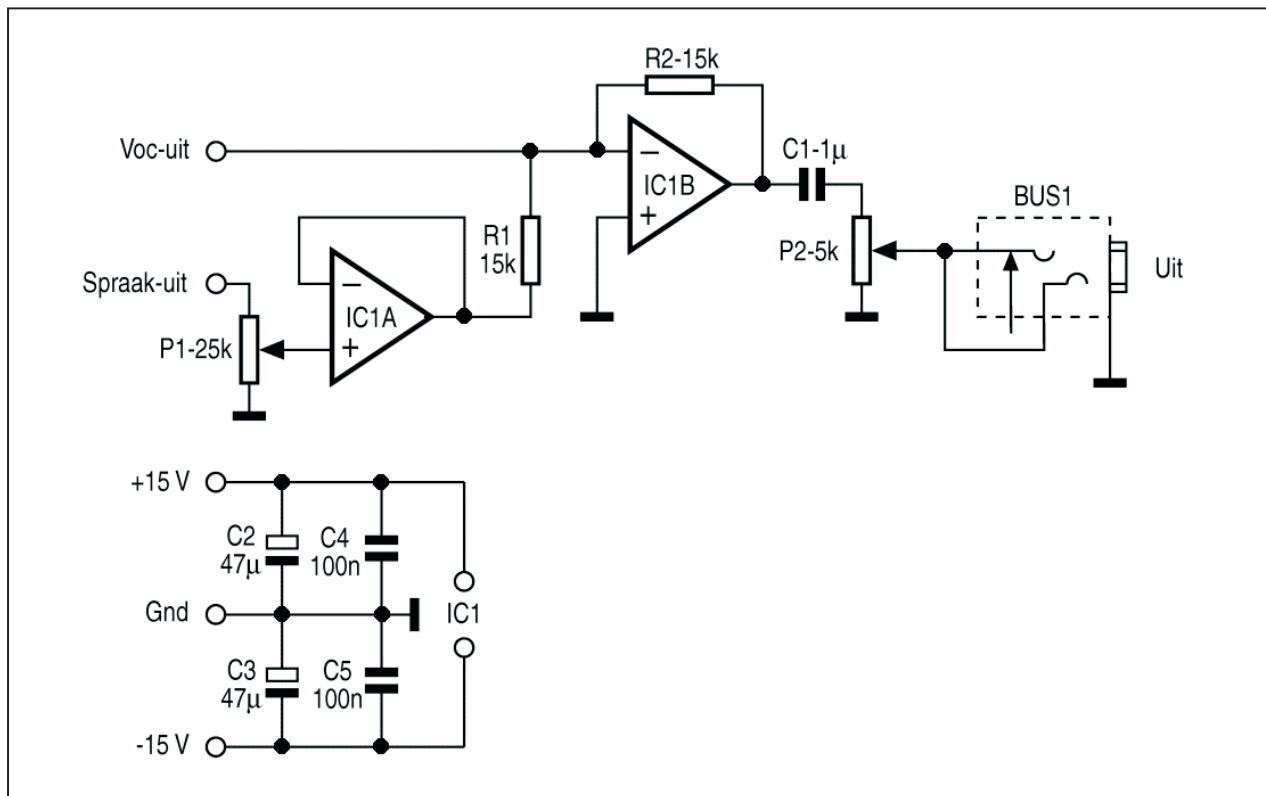 R2-15k
Voc-uit
−
IC1B
+
C1-1μ
BUS1
R1
15k
P2-5k
Uit
Spraak-uit
−
IC1A
+
P1-25k
+15 V
C2
47μ
C4
100n
Gnd
IC1
C3
47μ
C5
100n
-15 V